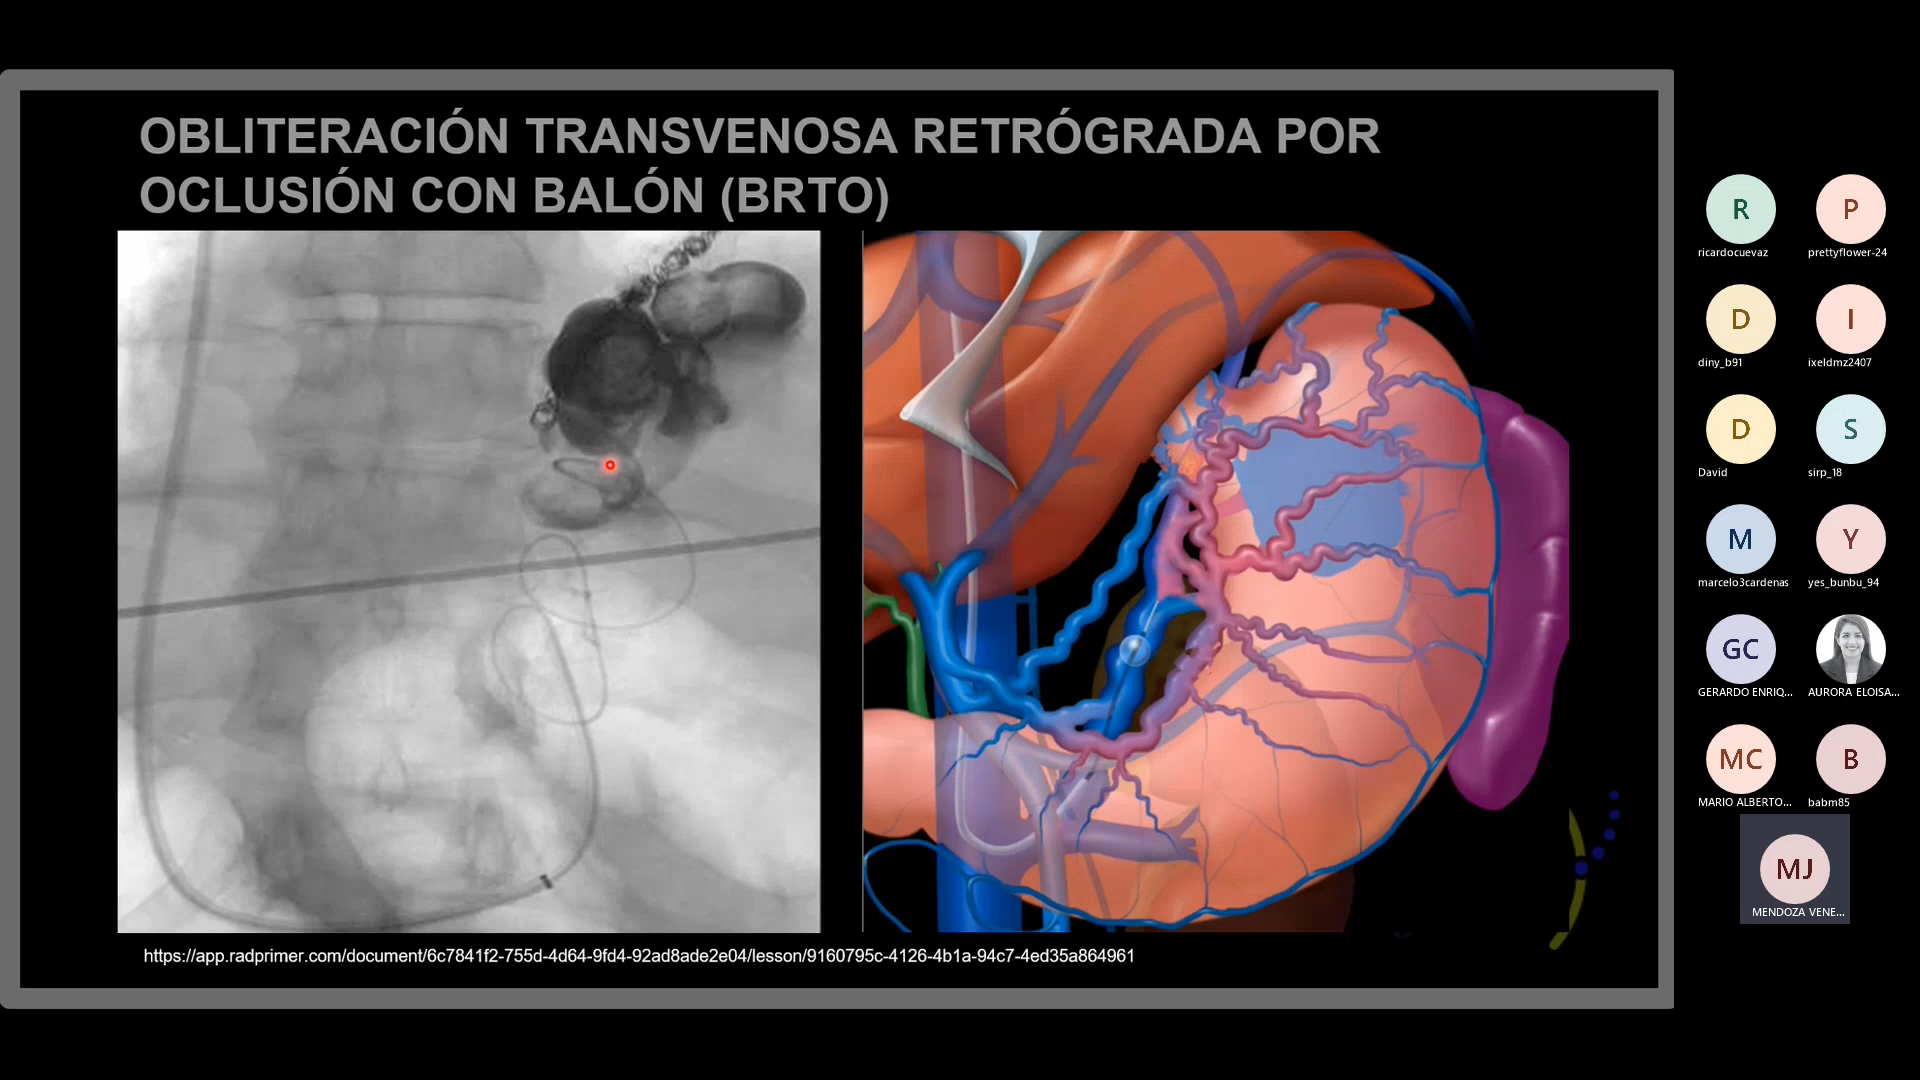 OBLITERACIÓN TRANSVENOSA RETRÓGRADA POR
OCLUSIÓN CON BALÓN (BRTO)
https://app.radprimer.com/document/6c7841f2-755d-4d64-9fd4-92ad8ade2e04/lesson/9160795c-4126-4b1a-94c7-4ed35a864961
R
ricardocuevaz
P
prettyflower-24
D
diny_b91
I
ixeldmz2407
D
David
S
sirp_18
M
marcelo3cardenas
Y
yes_bunbu_94
GC
GERARDO ENRIQ...
AURORA ELOISA...
MC
MARIO ALBERTO...
B
babm85
MJ
MENDOZA VENE...